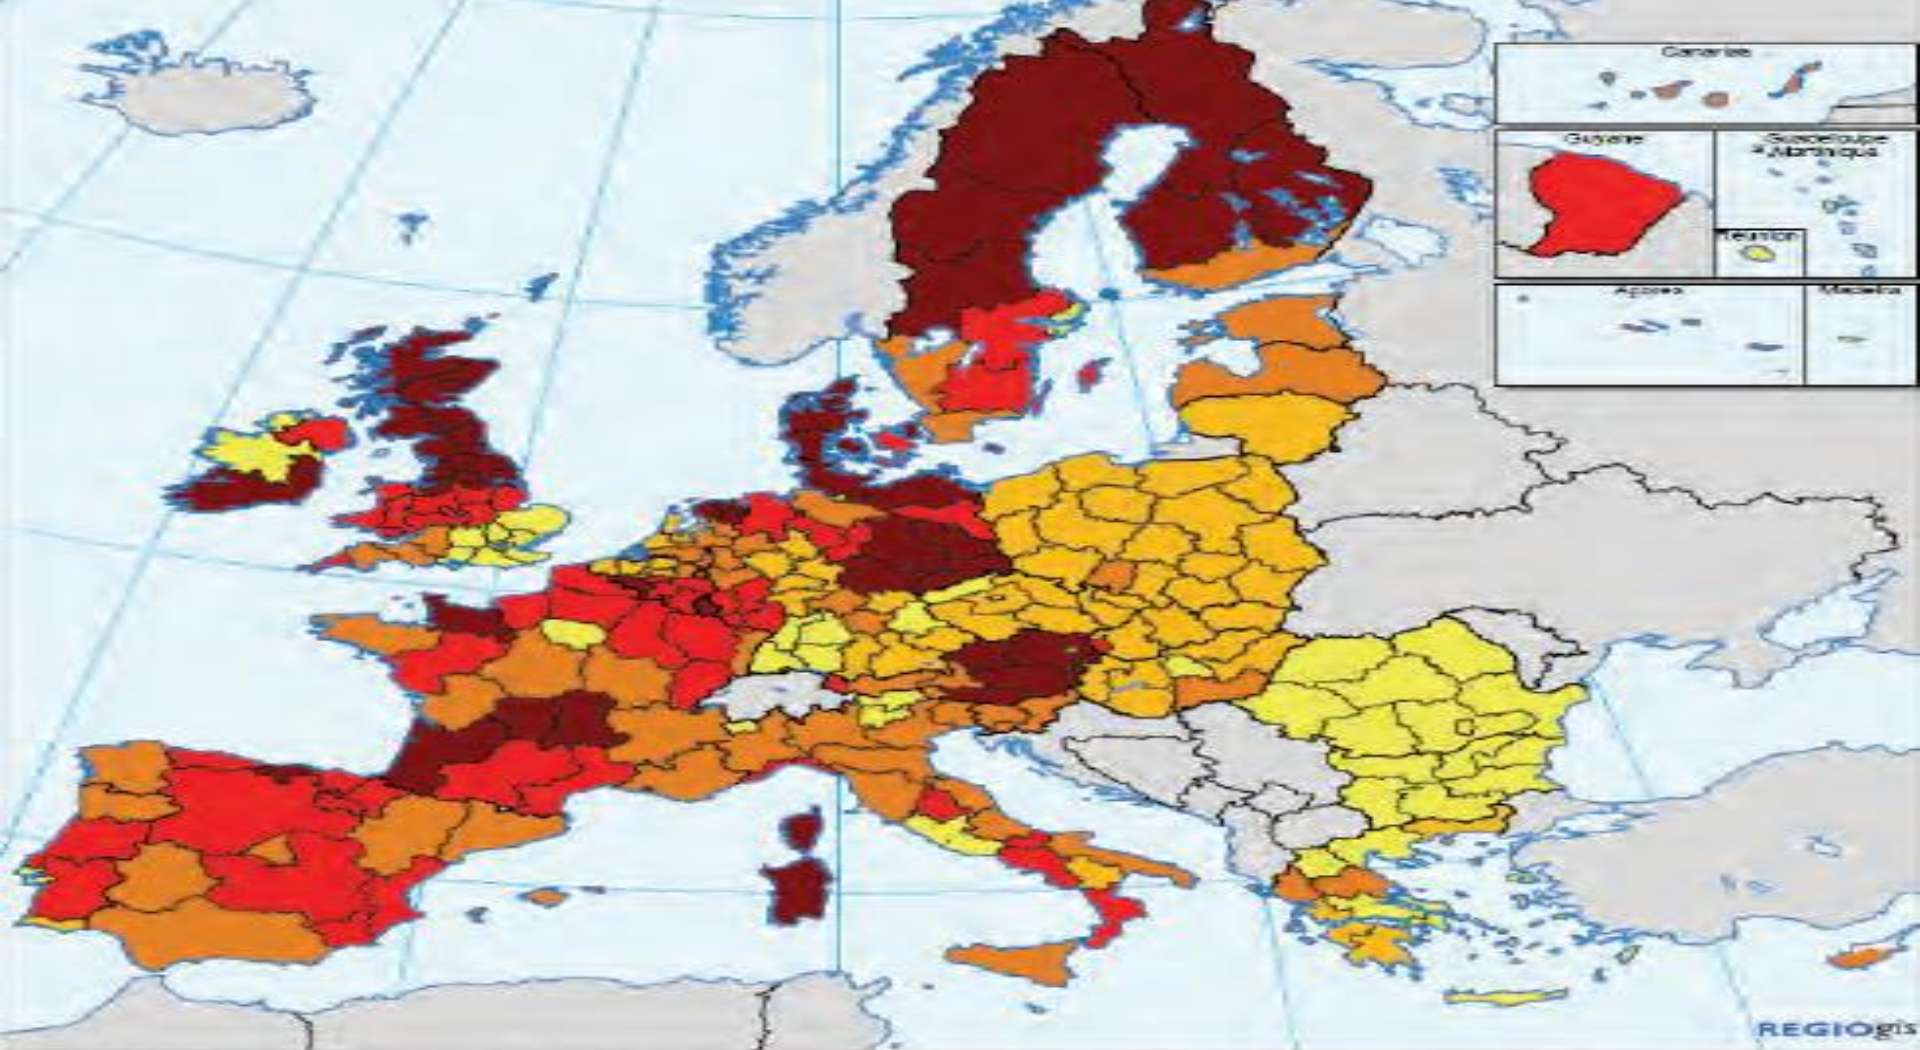 Canarias
Guyane
Guadeloupe
Martinique
Réunion
Açores
Madeira
REGIOgis